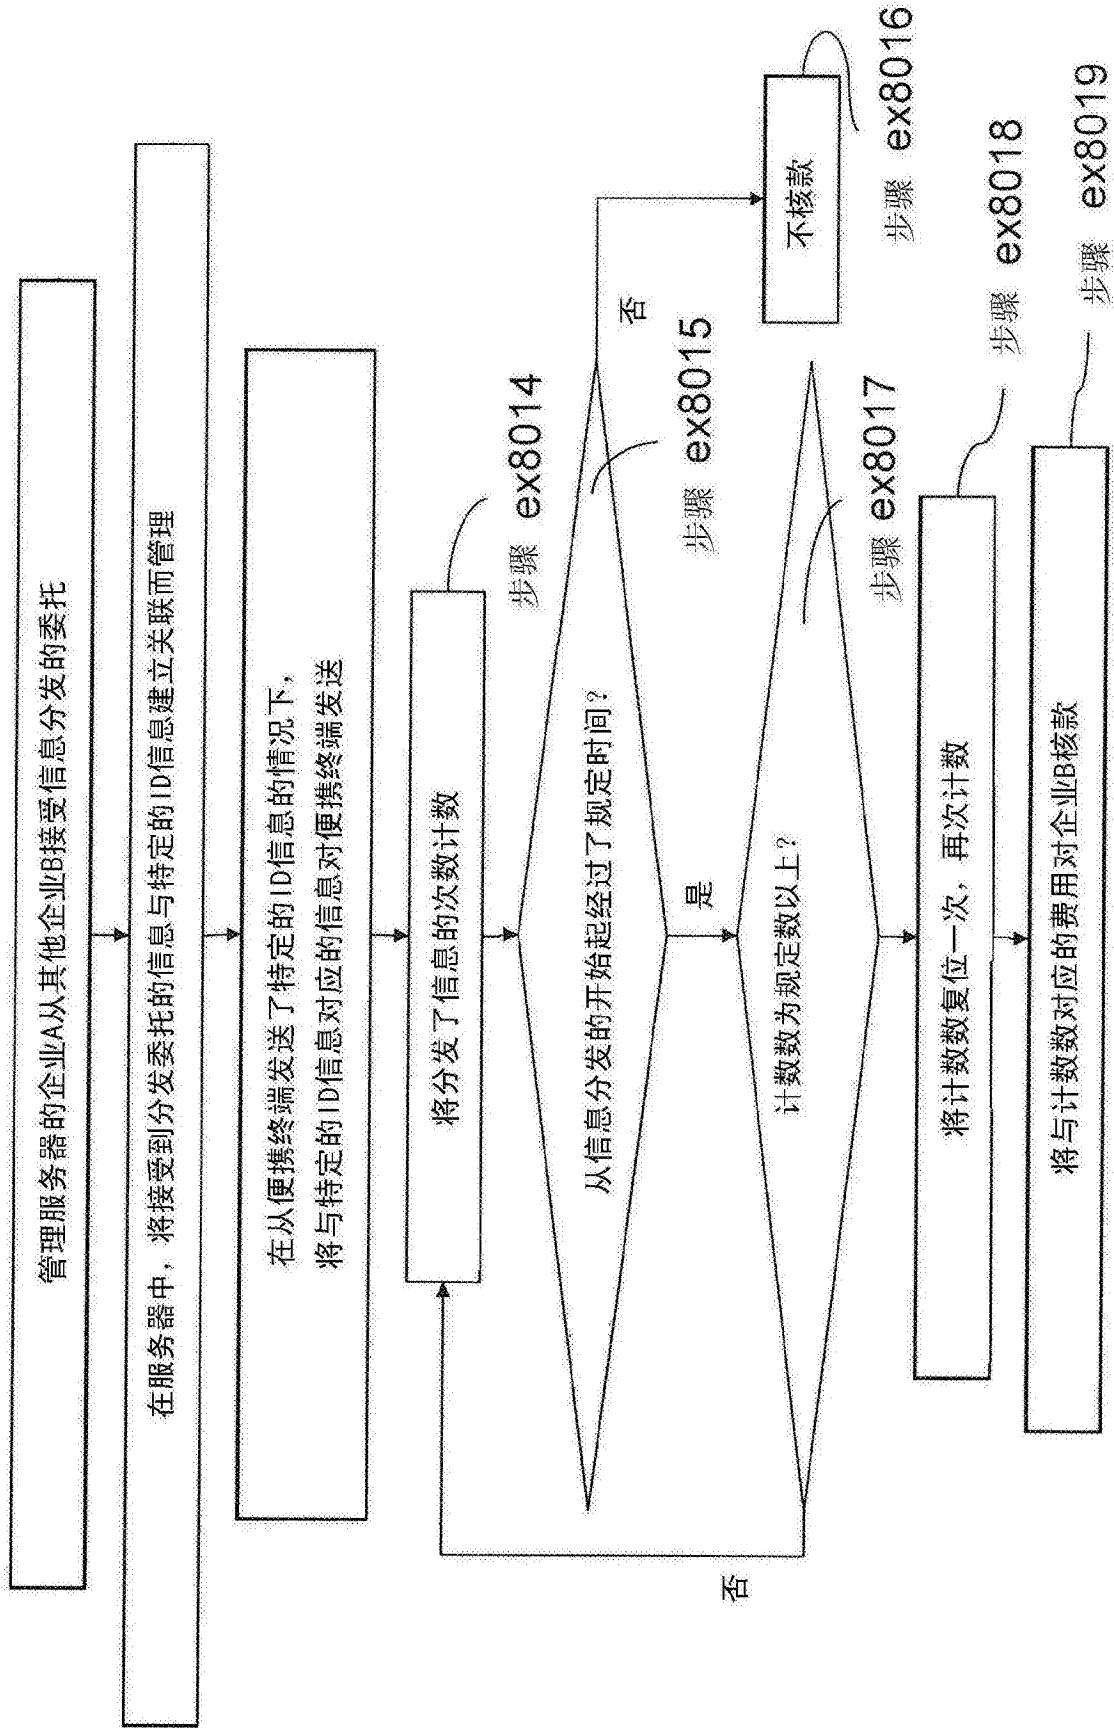 管理服务器的企业A从其他企业B接受信息分发的委托
在服务器中，将接受到分发委托的信息与特定的ID信息建立关联而管理
在从便携终端发送了特定的ID信息的情况下，
将与特定的ID信息对应的信息对便携终端发送
将分发了信息的次数计数
步骤 ex8014
从信息分发的开始起经过了规定时间？
步骤 ex8015
否
不核款
步骤 ex8016
是
计数数为规定数以上？
步骤 ex8017
否
将计数数复位一次，再次计数
步骤 ex8018
将与计数数对应的费用对企业B核款
步骤 ex8019